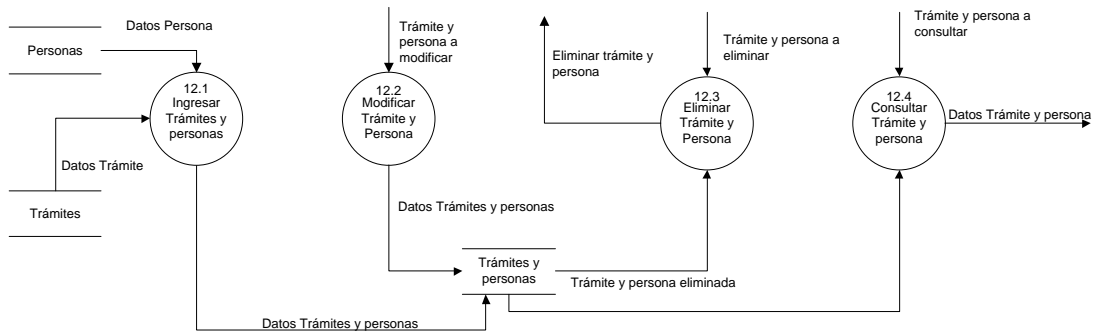 Datos Persona
Personas
12.1
Ingresar
Trámites y
personas
Datos Trámite
Trámites
Trámite y
persona a
modificar
12.2
Modificar
Trámite y
Persona
Datos Trámites y personas
Eliminar trámite y
persona
Trámite y persona a
eliminar
12.3
Eliminar
Trámite y
Persona
Trámite y persona a
consultar
12.4
Consultar
Trámite y
persona
Datos Trámite y persona
Trámites y
personas
Trámite y persona eliminada
Datos Trámites y personas